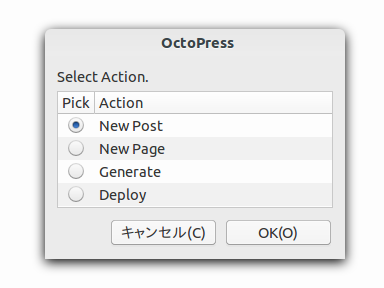 OctoPress
Select Action.
Pick Action
New Post
New Page
Generate
Deploy
キャンセル(C) OK(O)